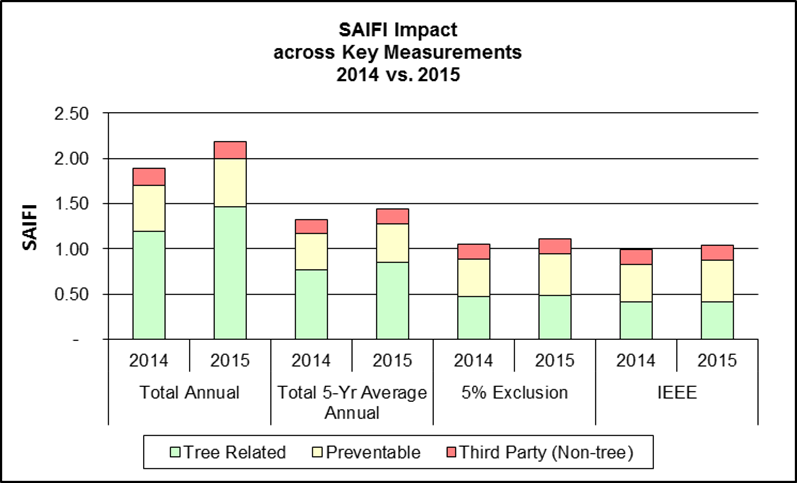 SAIFI Impact
across Key Measurements
2014 vs. 2015
2.50
2.00
1.50
1.00
0.50
-
SAIFI
2014 2015 2014 2015 2014 2015 2014 2015
Total Annual Total 5-Yr Average 5% Exclusion IEEE
Annual
Tree Related Preventable Third Party (Non-tree)